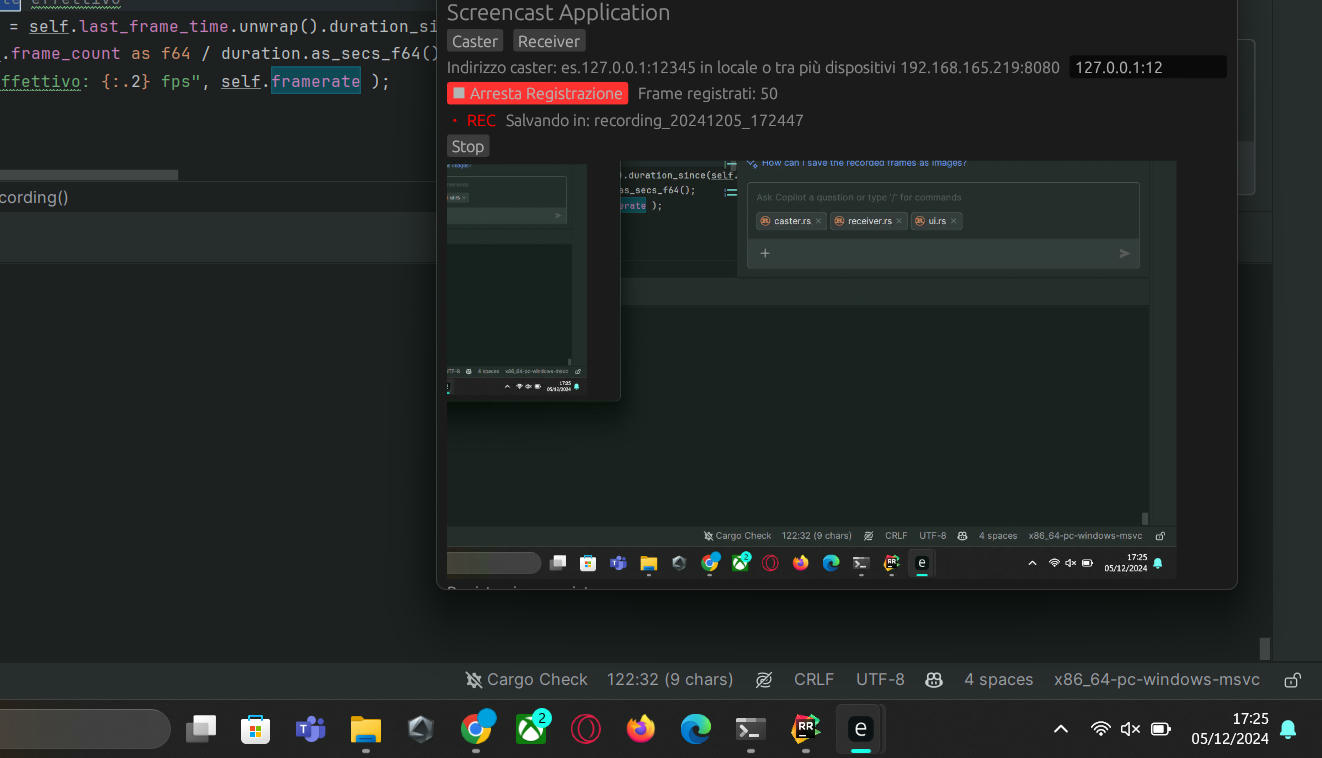 effettivo
= self.last_frame_time.unwrap().duration_si
.frame_count as f64 / duration.as_secs_f64()
ffettivo: {:.2} fps", self.framerate );
cording()
Screencast Application
Caster Receiver
Indirizzo caster: es.127.0.0.1:12345 in locale o tra più dispositivi 192.168.165.219:8080 127.0.0.1:12
Arresta Registrazione Frame registrati: 50
REC Salvando in: recording_20241205_172447
Stop
How can I save the recorded frames as images?
).duration_since(self.
as_secs_f64();
erate );
Ask Copilot a question or type '/' for commands
caster.rs × receiver.rs × ui.rs ×
+
ui.rs ×
UTF-8 4 spaces x86_64-pc-windows-msvc
17:25
05/12/2024
Cargo Check 122:32 (9 chars) CRLF UTF-8 4 spaces x86_64-pc-windows-msvc
2 RR e 17:25
05/12/2024
Cargo Check 122:32 (9 chars) CRLF UTF-8 4 spaces x86_64-pc-windows-msvc
2 RR e 17:25
05/12/2024